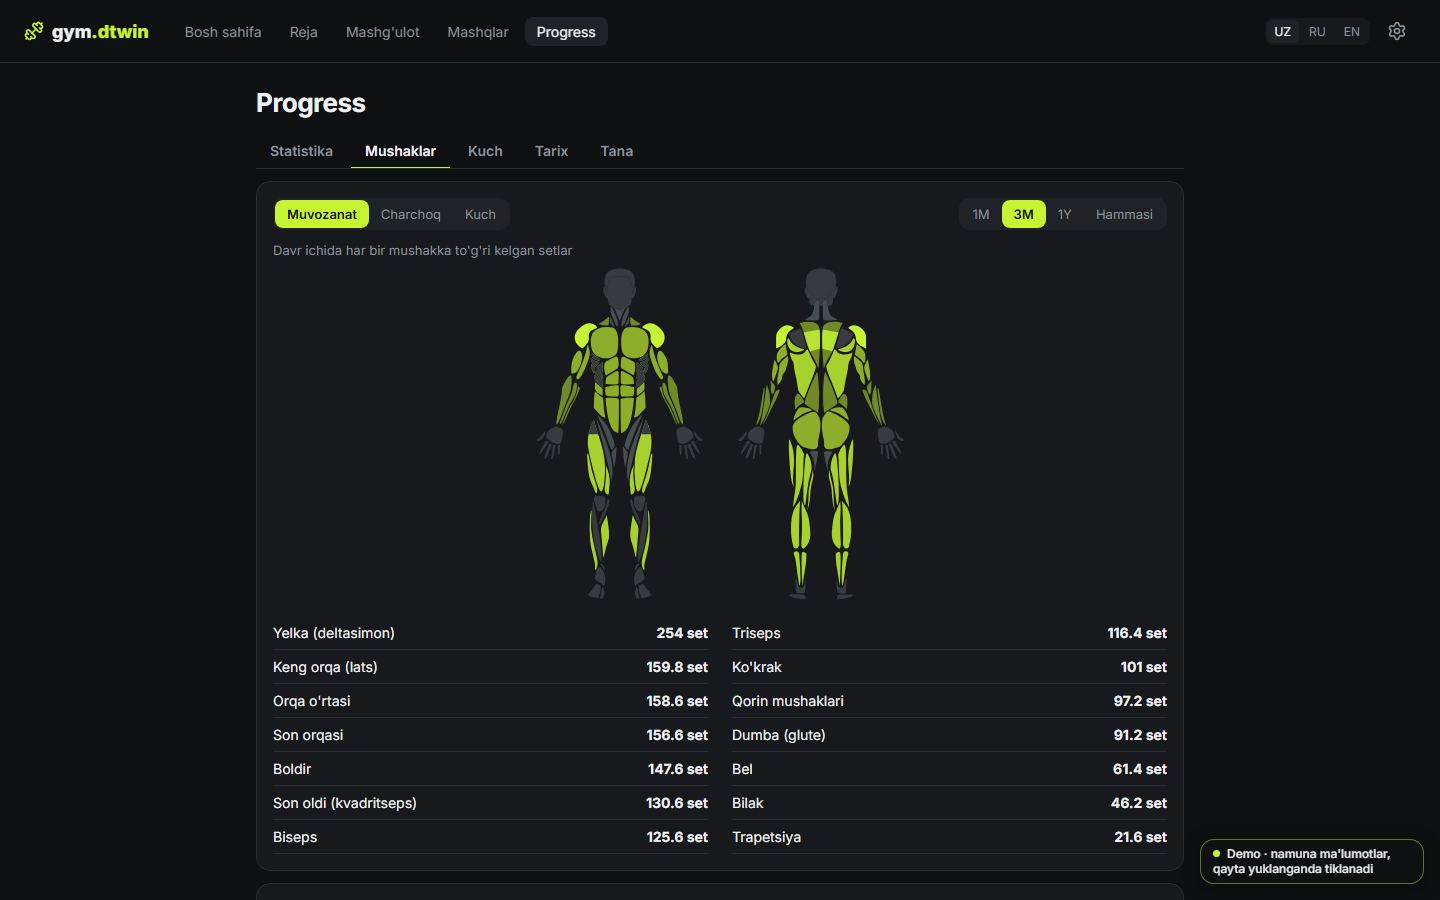 gym.dtwin
Bosh sahifa
Reja
Mashg'ulot
Mashqlar
Progress
UZ
RU
EN
Progress
Statistika
Mushaklar
Kuch
Tarix
Tana
Muvozanat
Charchoq
Kuch
1M
3M
1Y
Hammasi
Davr ichida har bir mushakka to'g'ri kelgan setlar
Yelka (deltasimon) 254 set
Keng orqa (lats) 159.8 set
Orqa o'rtasi 158.6 set
Son orqasi 156.6 set
Boldir 147.6 set
Son oldi (kvadritseps) 130.6 set
Biseps 125.6 set
Triseps 116.4 set
Ko'krak 101 set
Qorin mushaklari 97.2 set
Dumba (glute) 91.2 set
Bel 61.4 set
Bilak 46.2 set
Trapetsiya 21.6 set
Demo · namuna ma'lumotlar,
qayta yuklanganda tiklanadi